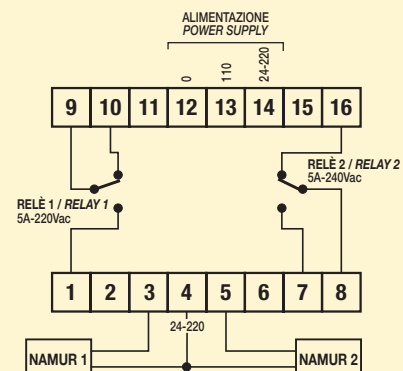 ALIMENTAZIONE
POWER SUPPLY
0 110 24-220
9 10 11 12 13 14 15 16
RELÈ 1 / RELAY 1
5A-220Vac
RELÈ 2 / RELAY 2
5A-240Vac
1 2 3 4 5 6 7 8
24-220
NAMUR 1 NAMUR 2